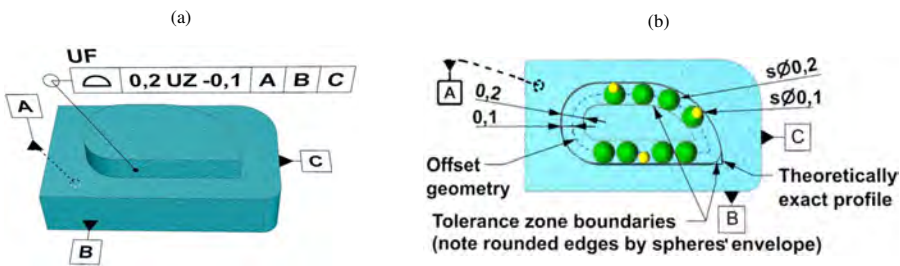 (a)
UF
⌓ 0,2 UZ -0,1 A B C
A
C
B
(b)
A
0,2
0,1
sØ0,2
sØ0,1
C
Offset
geometry
Theoretically
exact profile
B
Tolerance zone boundaries
(note rounded edges by spheres' envelope)